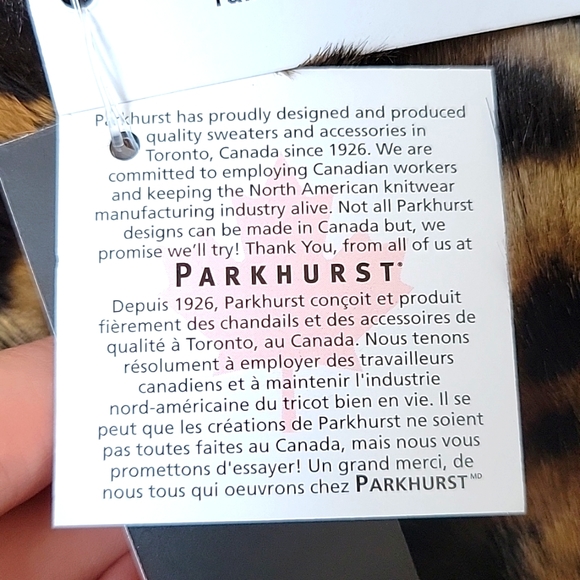 Parkhurst has proudly designed and produced
quality sweaters and accessories in
Toronto, Canada since 1926. We are
committed to employing Canadian workers
and keeping the North American knitwear
manufacturing industry alive. Not all Parkhurst
designs can be made in Canada but, we
promise we'll try! Thank You, from all of us at
PARKHURST
Depuis 1926, Parkhurst conçoit et produit
fièrement des chandails et des accessoires de
qualité à Toronto, au Canada. Nous tenons
résolument à employer des travailleurs
canadiens et à maintenir l'industrie
nord-américaine du tricot bien en vie. Il se
peut que les créations de Parkhurst ne soient
pas toutes faites au Canada, mais nous vous
promettons d'essayer! Un grand merci, de
nous tous qui oeuvrons chez PARKHURST MD